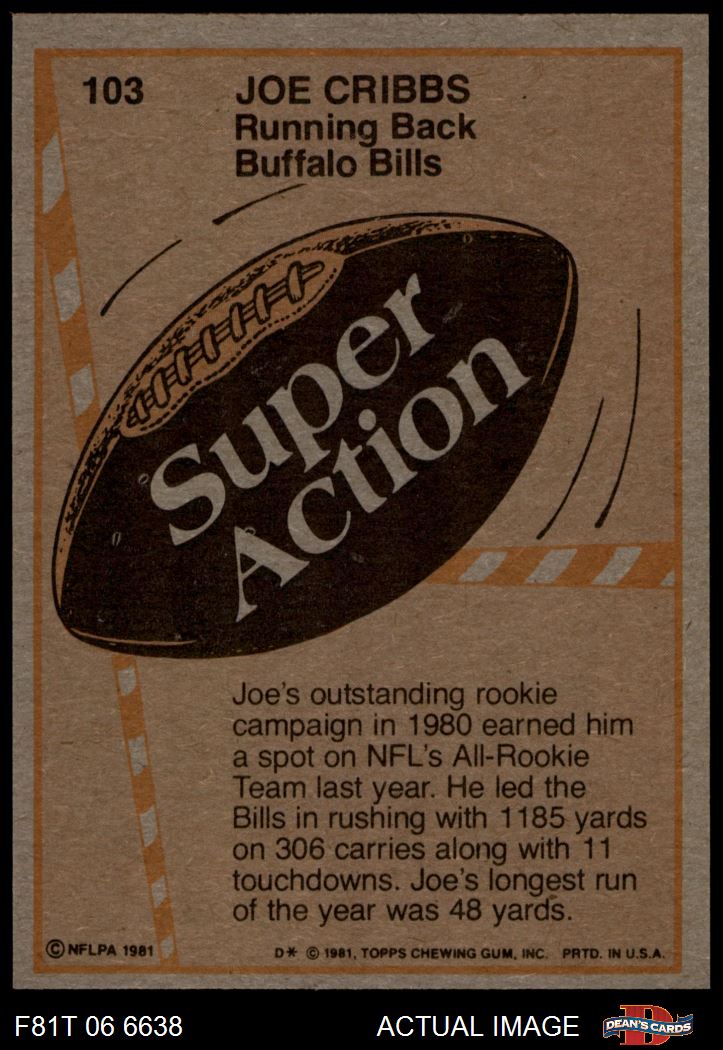 103
JOE CRIBBS
Running Back
Buffalo Bills
Super
Action
Joe's outstanding rookie
campaign in 1980 earned him
a spot on NFL's All-Rookie
Team last year. He led the
Bills in rushing with 1185 yards
on 306 carries along with 11
touchdowns. Joe's longest run
of the year was 48 yards.
© NFLPA 1981
D* © 1981, TOPPS CHEWING GUM, INC. PRTD. IN U.S.A.
F81T 06 6638
ACTUAL IMAGE
D
DEAN'S CARDS